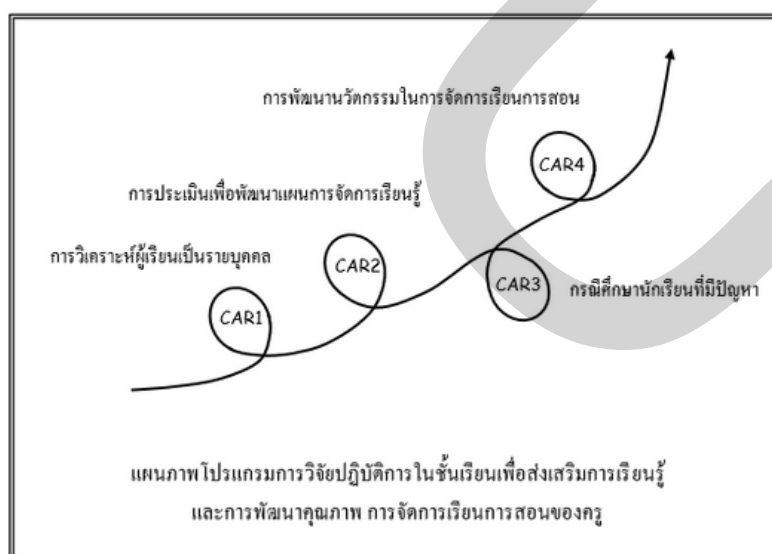 การพัฒนานวัตกรรมในการจัดการเรียนการสอน
CAR4
การประเมินเพื่อพัฒนาแผนการจัดการเรียนรู้
การวิเคราะห์ผู้เรียนเป็นรายบุคคล
CAR2
CAR3
กรณีศึกษานักเรียนที่มีปัญหา
CAR1
แผนภาพ โปรแกรมการวิจัยปฏิบัติการในชั้นเรียนเพื่อส่งเสริมการเรียนรู้
และการพัฒนาคุณภาพ การจัดการเรียนการสอนของครู